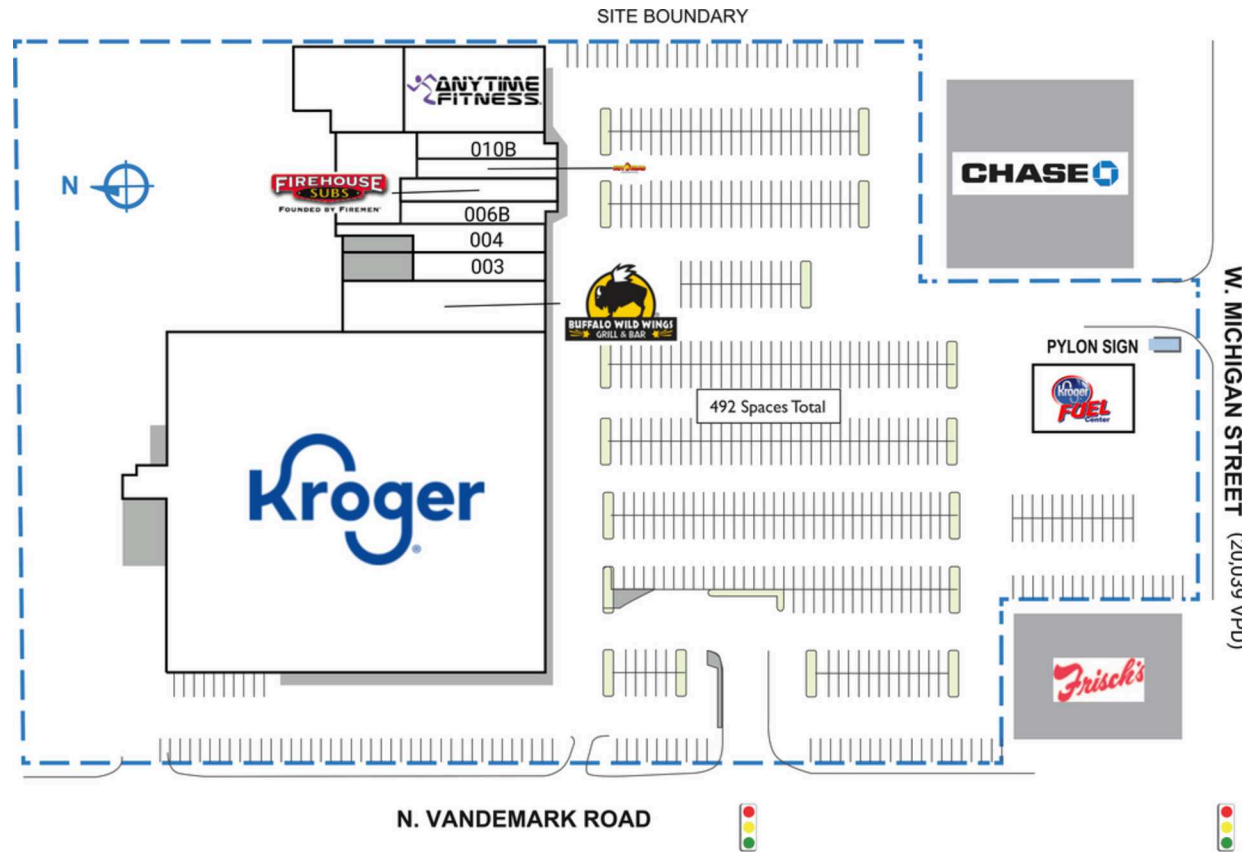 SITE BOUNDARY
ANYTIME
FITNESS
010B
CHASE
N
FIREHOUSE
SUBS
FOUNDED BY FIREMEN
006B
004
003
BUFFALO WILD WINGS
GRILL & BAR
PYLON SIGN
Kroger
FUEL
Center
492 Spaces Total
W. MICHIGAN STREET (20,039 VPD)
Kroger
Frisch's
N. VANDEMARK ROAD